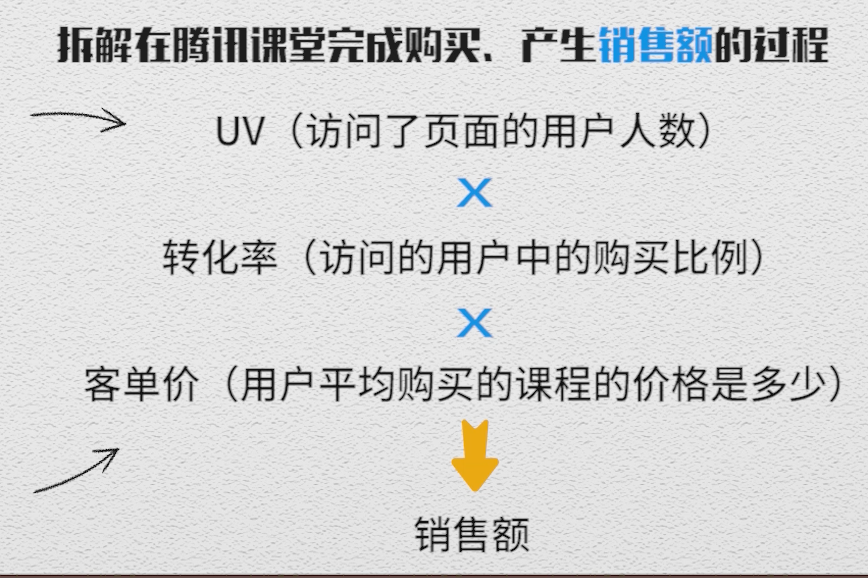 拆解在腾讯课堂完成购买、产生销售额的过程
UV（访问了页面的用户人数）
×
转化率（访问的用户中的购买比例）
×
客单价（用户平均购买的课程的价格是多少）
销售额